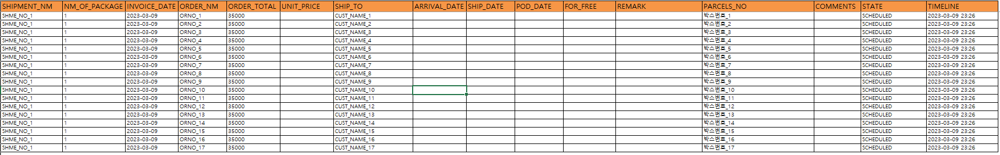 SHIPMENT_NM NM_OF_PACKAGE INVOICE_DATE ORDER_NM ORDER_TOTAL UNIT_PRICE SHIP_TO ARRIVAL_DATE SHIP_DATE POD_DATE FOR_FREE REMARK PARCELS_NO COMMENTS STATE TIMELINE
SHME_NO_1 1 2023-03-09 ORNO_1 35000 CUST_NAME_1 박스번호_1 SCHEDULED 2023-03-09 23:26
SHME_NO_1 1 2023-03-09 ORNO_2 35000 CUST_NAME_2 박스번호_2 SCHEDULED 2023-03-09 23:26
SHME_NO_1 1 2023-03-09 ORNO_3 35000 CUST_NAME_3 박스번호_3 SCHEDULED 2023-03-09 23:26
SHME_NO_1 1 2023-03-09 ORNO_4 35000 CUST_NAME_4 박스번호_4 SCHEDULED 2023-03-09 23:26
SHME_NO_1 1 2023-03-09 ORNO_5 35000 CUST_NAME_5 박스번호_5 SCHEDULED 2023-03-09 23:26
SHME_NO_1 1 2023-03-09 ORNO_6 35000 CUST_NAME_6 박스번호_6 SCHEDULED 2023-03-09 23:26
SHME_NO_1 1 2023-03-09 ORNO_7 35000 CUST_NAME_7 박스번호_7 SCHEDULED 2023-03-09 23:26
SHME_NO_1 1 2023-03-09 ORNO_8 35000 CUST_NAME_8 박스번호_8 SCHEDULED 2023-03-09 23:26
SHME_NO_1 1 2023-03-09 ORNO_9 35000 CUST_NAME_9 박스번호_9 SCHEDULED 2023-03-09 23:26
SHME_NO_1 1 2023-03-09 ORNO_10 35000 CUST_NAME_10 박스번호_10 SCHEDULED 2023-03-09 23:26
SHME_NO_1 1 2023-03-09 ORNO_11 35000 CUST_NAME_11 박스번호_11 SCHEDULED 2023-03-09 23:26
SHME_NO_1 1 2023-03-09 ORNO_12 35000 CUST_NAME_12 박스번호_12 SCHEDULED 2023-03-09 23:26
SHME_NO_1 1 2023-03-09 ORNO_13 35000 CUST_NAME_13 박스번호_13 SCHEDULED 2023-03-09 23:26
SHME_NO_1 1 2023-03-09 ORNO_14 35000 CUST_NAME_14 박스번호_14 SCHEDULED 2023-03-09 23:26
SHME_NO_1 1 2023-03-09 ORNO_15 35000 CUST_NAME_15 박스번호_15 SCHEDULED 2023-03-09 23:26
SHME_NO_1 1 2023-03-09 ORNO_16 35000 CUST_NAME_16 박스번호_16 SCHEDULED 2023-03-09 23:26
SHME_NO_1 1 2023-03-09 ORNO_17 35000 CUST_NAME_17 박스번호_17 SCHEDULED 2023-03-09 23:26